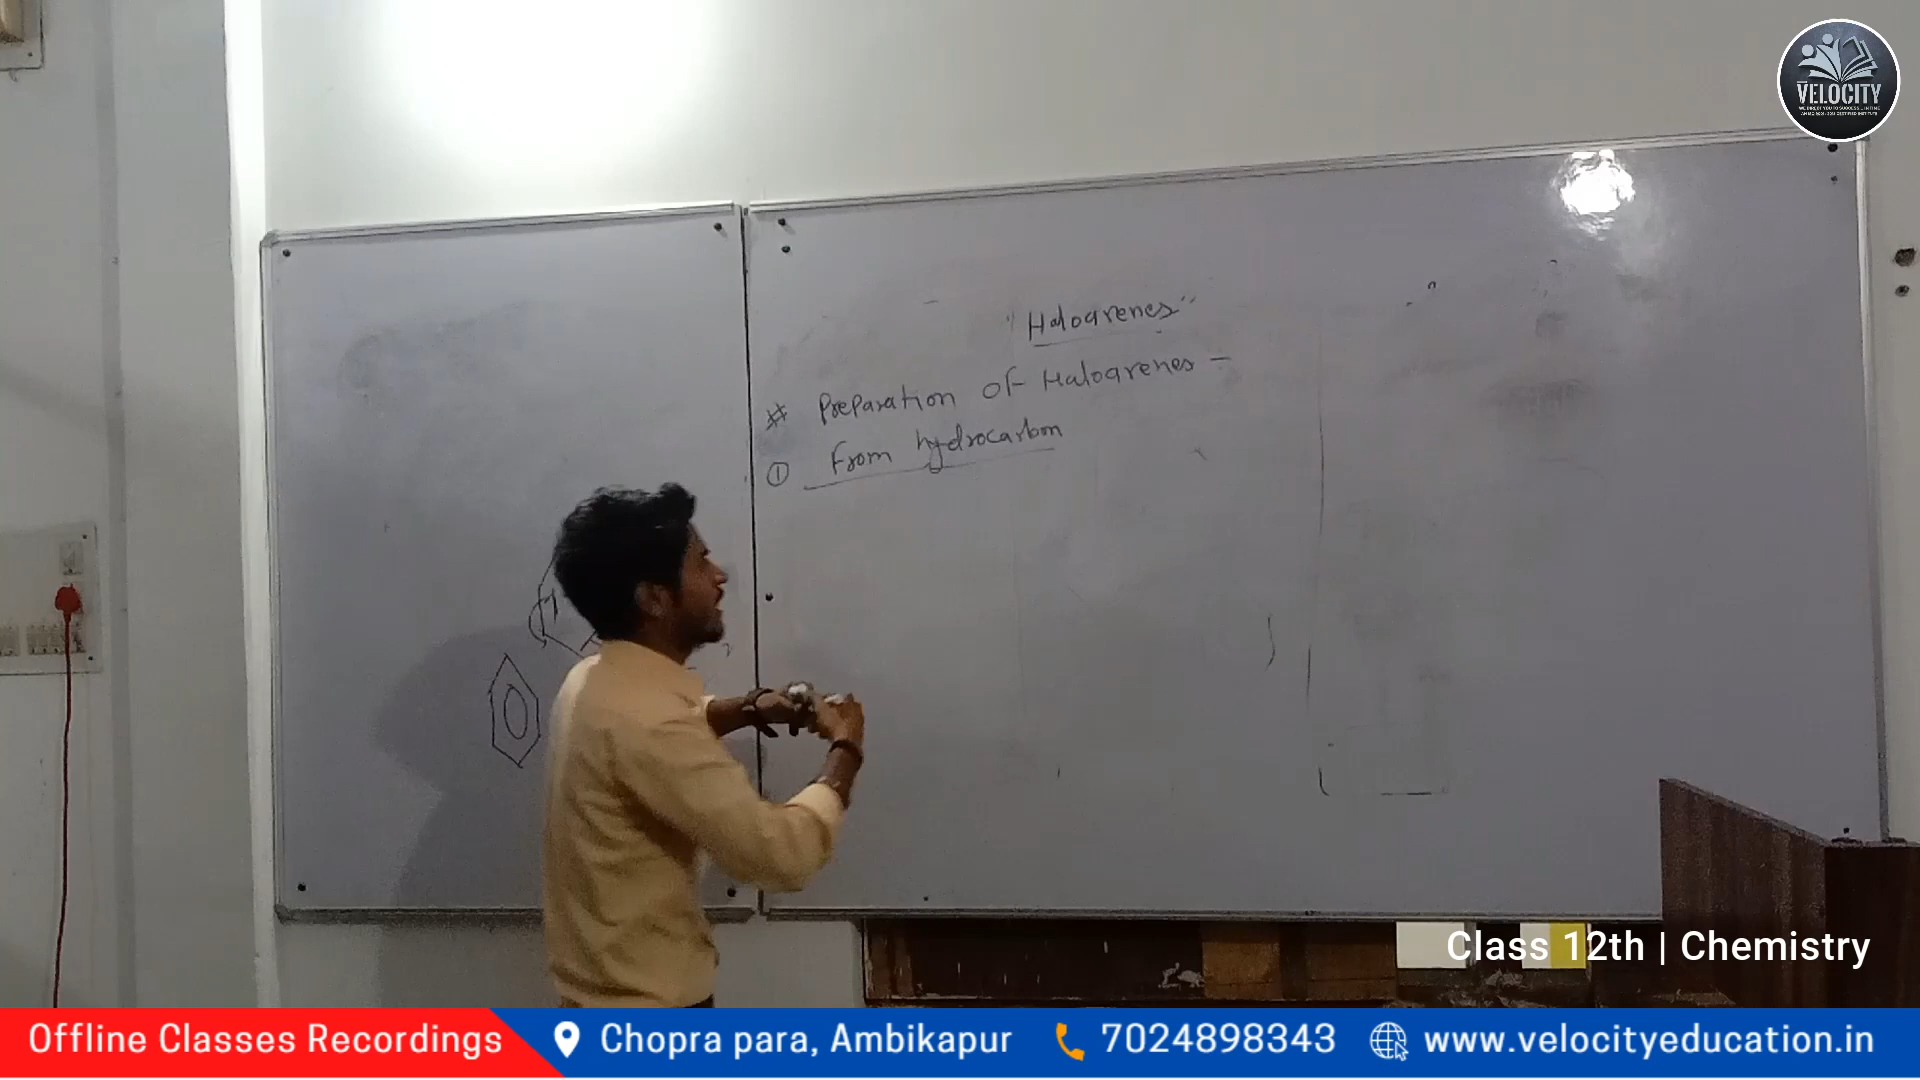 VELOCITY
"Haloarenes"
# Preparation of Haloarenes -
① From hydrocarbon
Class 12th | Chemistry
Offline Classes Recordings
Chopra para, Ambikapur
7024898343
www.velocityeducation.in